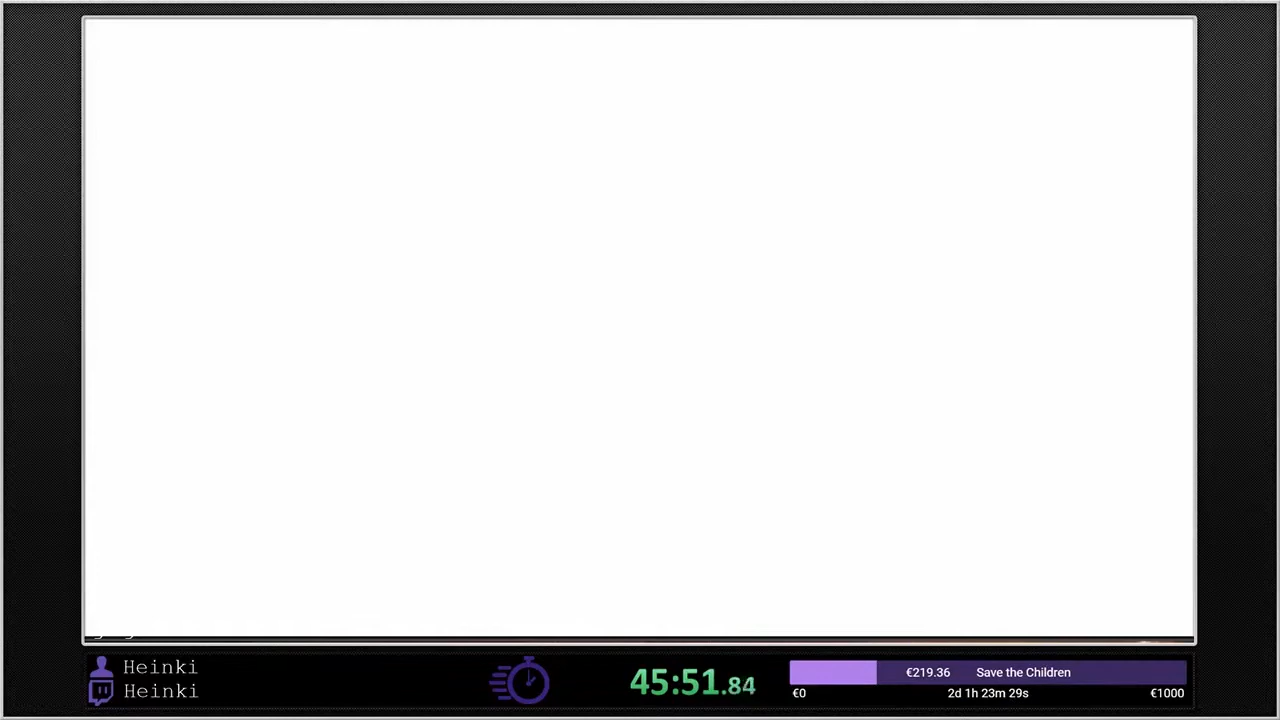 Heinki
Heinki
45:51.84
€219.36 Save the Children
€0 2d 1h 23m 29s €1000